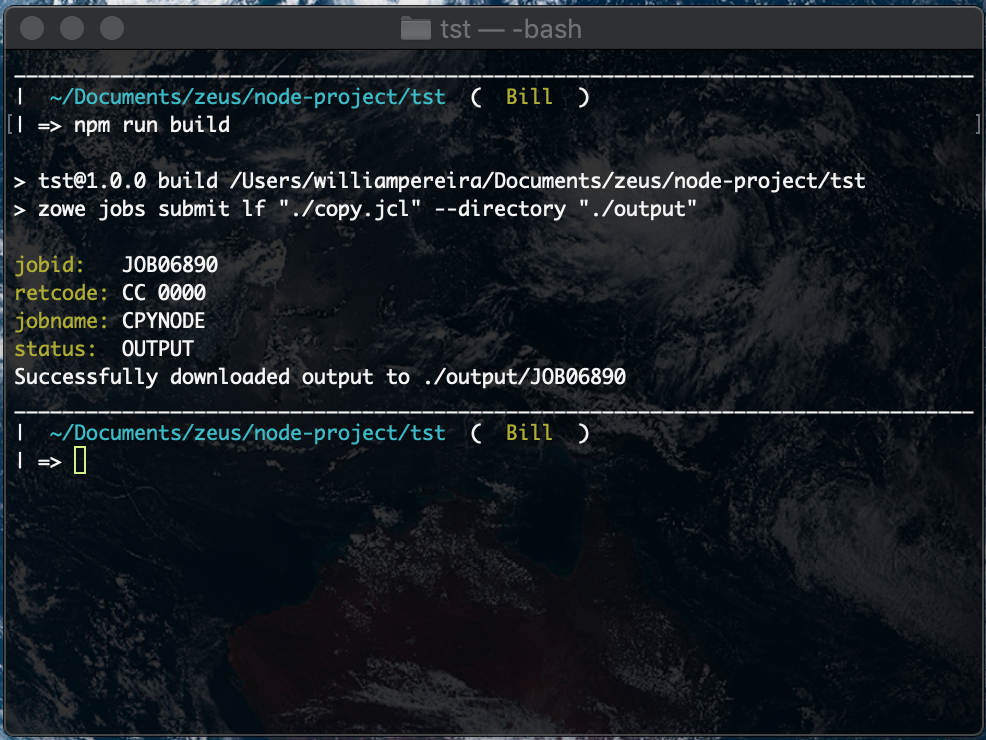 tst — -bash
| ~/Documents/zeus/node-project/tst ( Bill )
[| => npm run build ]
> tst@1.0.0 build /Users/williampereira/Documents/zeus/node-project/tst
> zowe jobs submit lf "./copy.jcl" --directory "./output"
jobid: JOB06890
retcode: CC 0000
jobname: CPYNODE
status: OUTPUT
Successfully downloaded output to ./output/JOB06890
| ~/Documents/zeus/node-project/tst ( Bill )
| =>